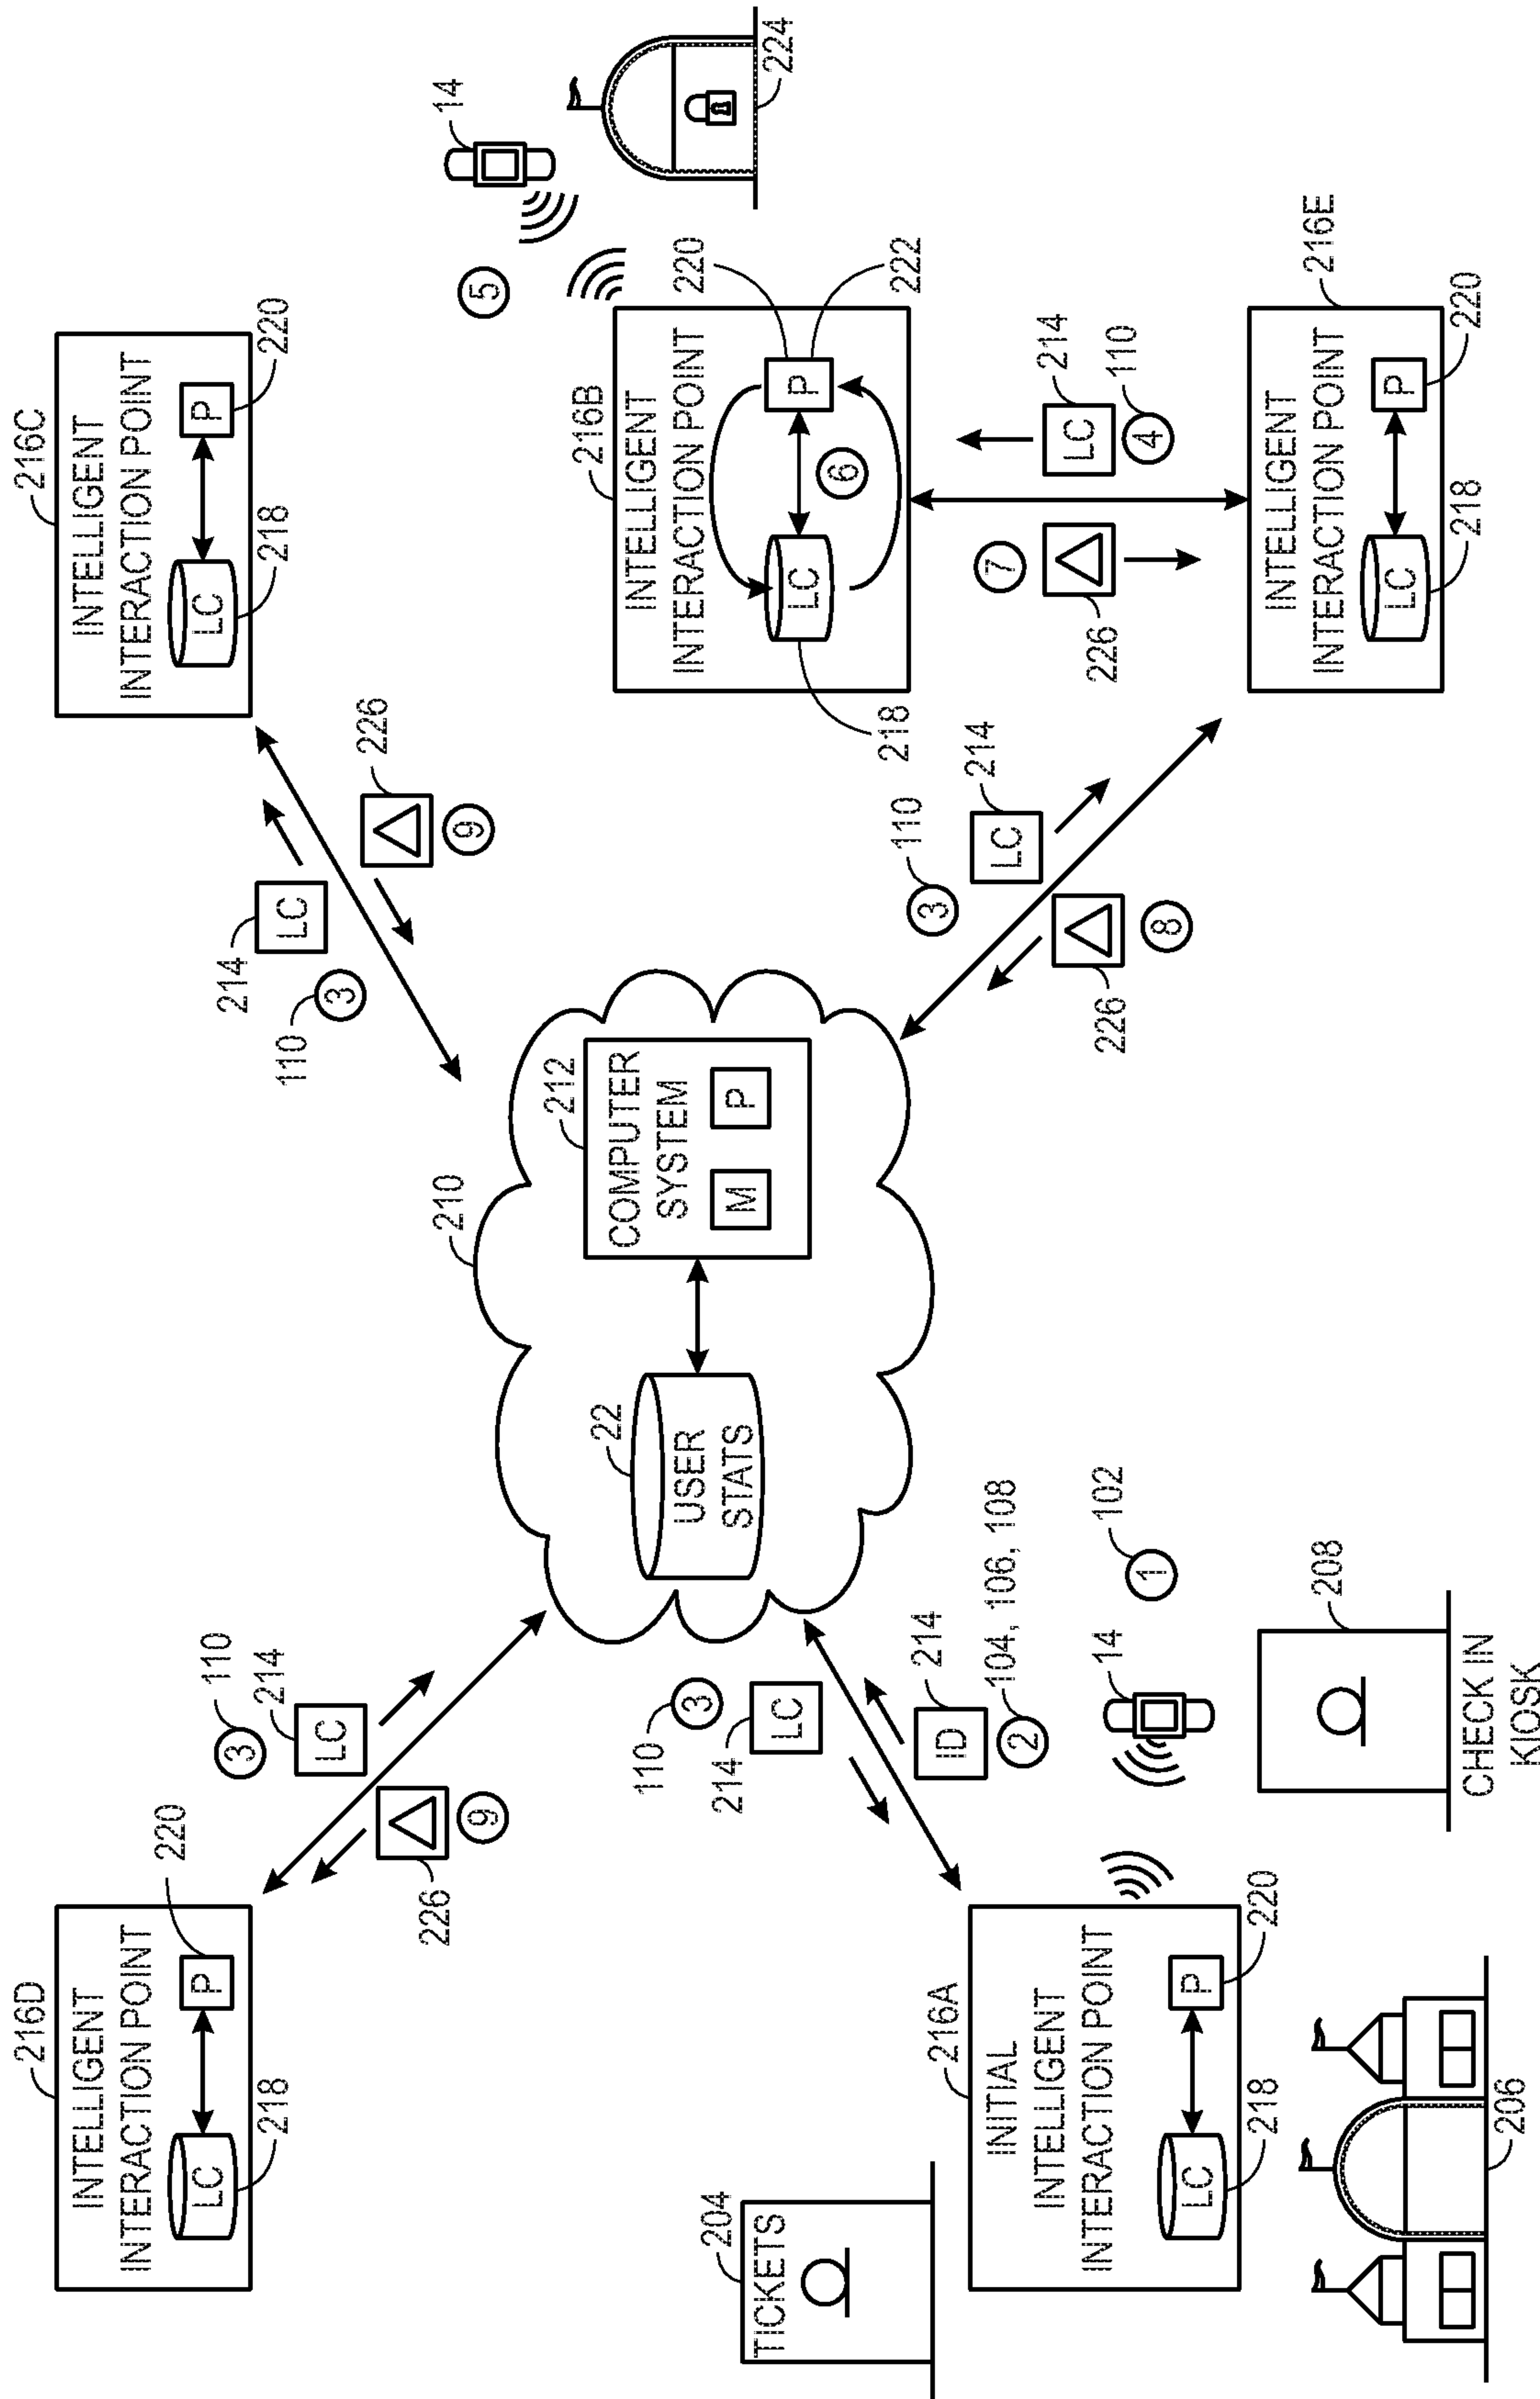 216D
INTELLIGENT
INTERACTION POINT
LC
P
218
220
110
3
214
LC
9
226
204
TICKETS
216A
INITIAL
INTELLIGENT
INTERACTION POINT
LC
P
218
220
206
110
3
214
LC
ID
214
2
104, 106, 108
14
1
102
208
CHECK IN
KIOSK
210
22
USER
STATS
212
COMPUTER
SYSTEM
M
P
216C
INTELLIGENT
INTERACTION POINT
LC
P
218
220
214
LC
110
3
226
9
110
3
214
LC
226
8
216B
INTELLIGENT
INTERACTION POINT
LC
P
6
218
220
222
5
14
224
7
226
LC
214
4
110
216E
INTELLIGENT
INTERACTION POINT
LC
P
218
220